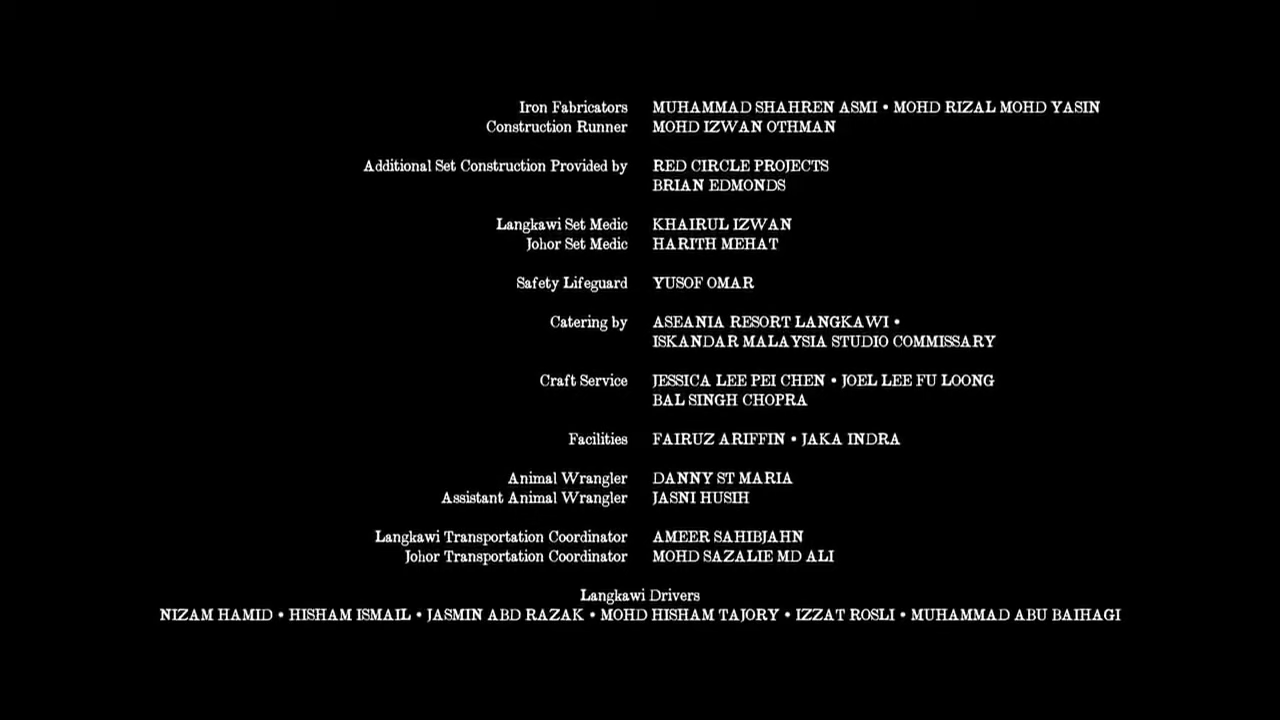 Iron Fabricators MUHAMMAD SHAHREN ASMI • MOHD RIZAL MOHD YASIN
Construction Runner MOHD IZWAN OTHMAN
Additional Set Construction Provided by RED CIRCLE PROJECTS
BRIAN EDMONDS
Langkawi Set Medic KHAIRUL IZWAN
Johor Set Medic HARITH MEHAT
Safety Lifeguard YUSOF OMAR
Catering by ASEANIA RESORT LANGKAWI •
ISKANDAR MALAYSIA STUDIO COMMISSARY
Craft Service JESSICA LEE PEI CHEN • JOEL LEE FU LOONG
BAL SINGH CHOPRA
Facilities FAIRUZ ARIFFIN • JAKA INDRA
Animal Wrangler DANNY ST MARIA
Assistant Animal Wrangler JASNI HUSIH
Langkawi Transportation Coordinator AMEER SAHIBJAHN
Johor Transportation Coordinator MOHD SAZALIE MD ALI
Langkawi Drivers
NIZAM HAMID • HISHAM ISMAIL • JASMIN ABD RAZAK • MOHD HISHAM TAJORY • IZZAT ROSLI • MUHAMMAD ABU BAIHAGI